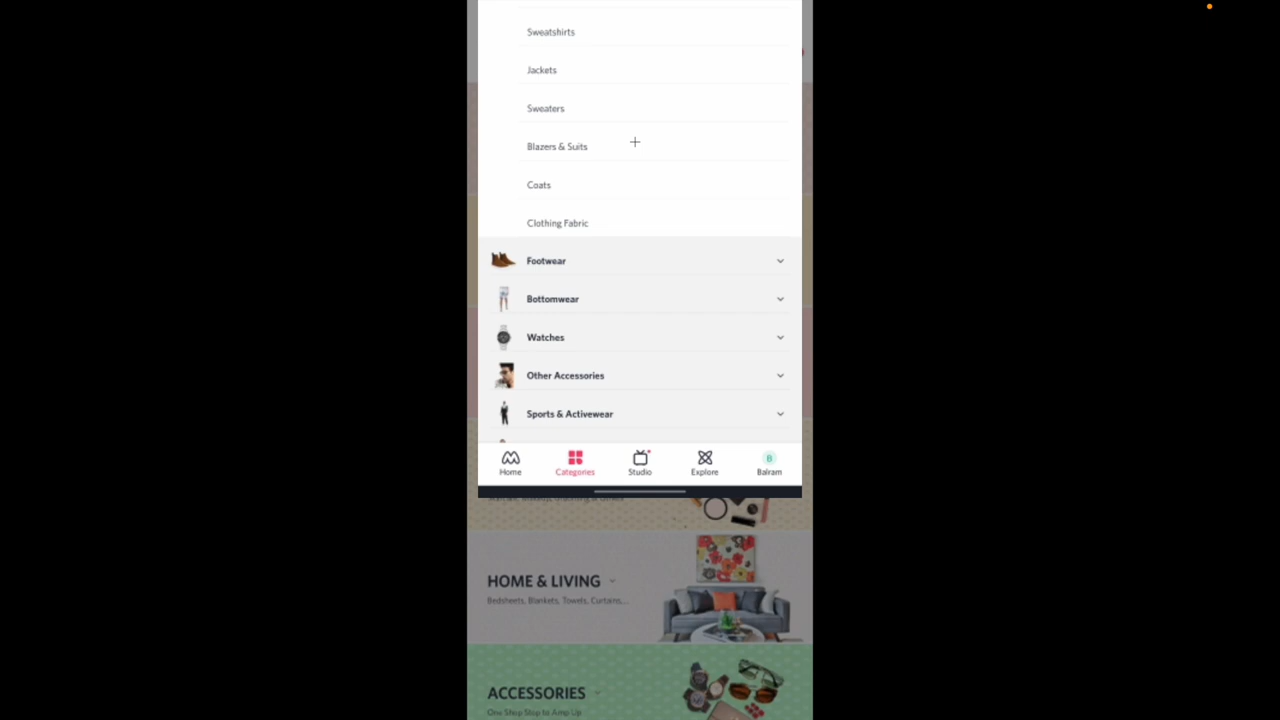 Sweatshirts
Jackets
Sweaters
Blazers & Suits
Coats
Clothing Fabric
Footwear
Bottomwear
Watches
Other Accessories
Sports & Activewear
Home
Categories
Studio
Explore
B
Balram
HOME & LIVING
Bedsheets, Blankets, Towels, Curtains,...
ACCESSORIES
One Shop Stop to Amp Up